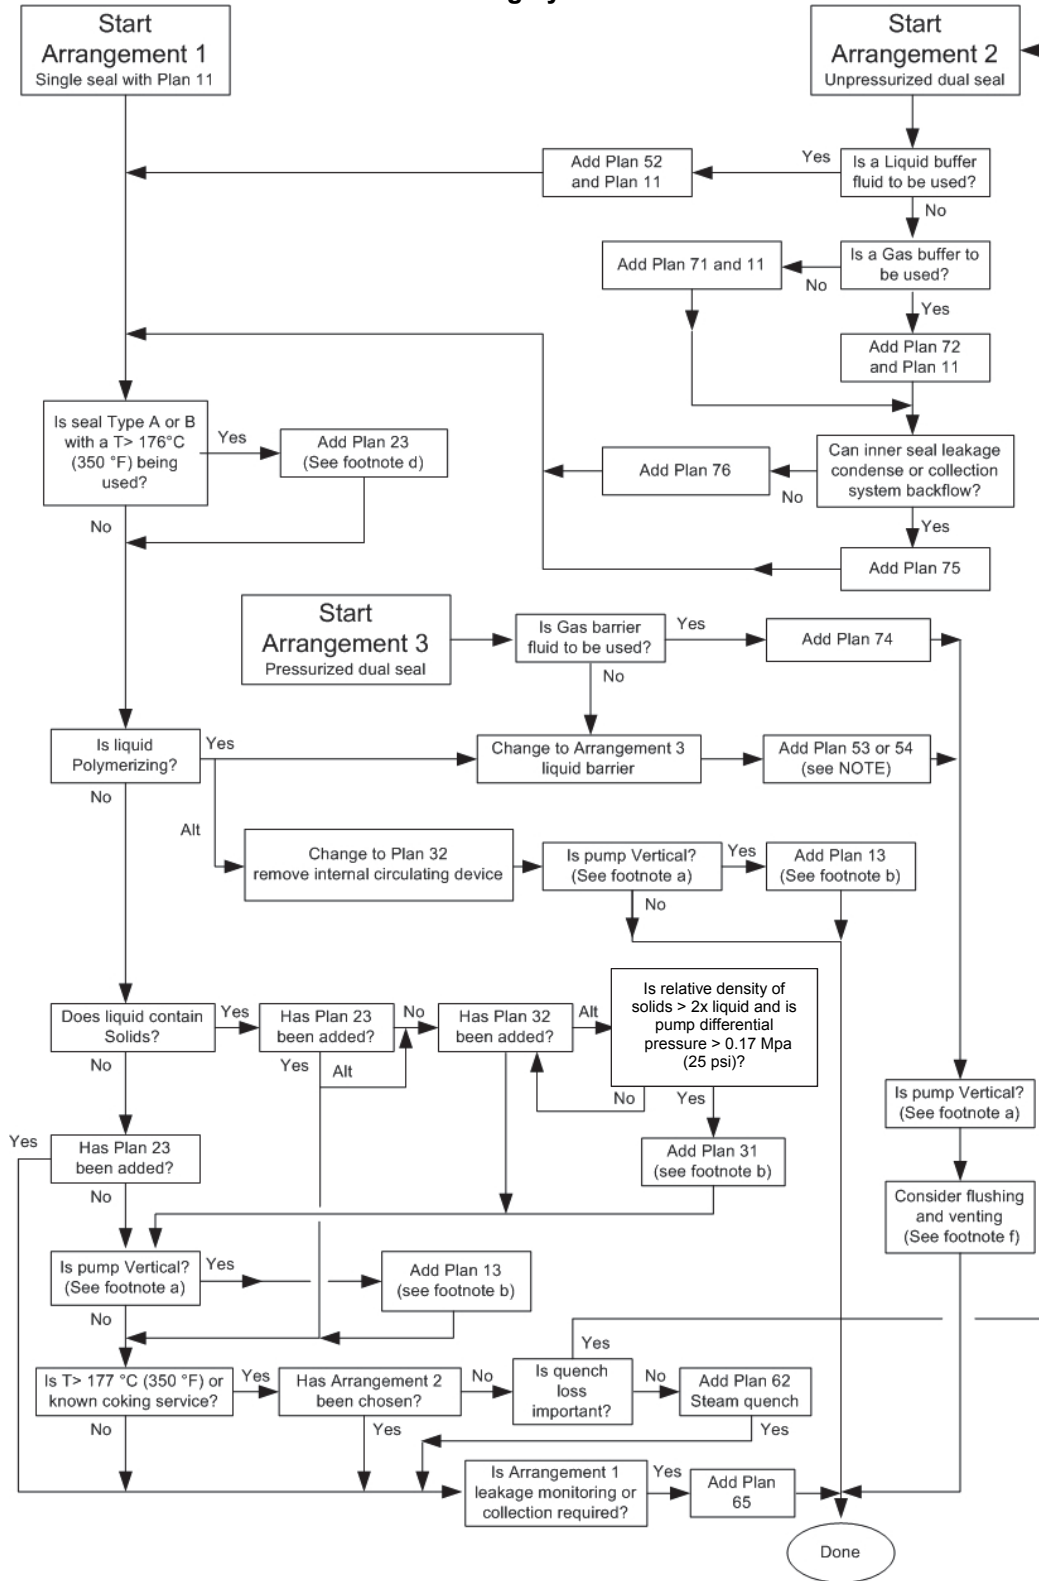 Start
Arrangement 1
Single seal with Plan 11
Start
Arrangement 2
Unpressurized dual seal
Add Plan 52
and Plan 11
Yes
Is a Liquid buffer
fluid to be used?
No
Add Plan 71 and 11
No
Is a Gas buffer to
be used?
Yes
Add Plan 72
and Plan 11
Is seal Type A or B
with a T> 176°C
(350 °F) being
used?
Yes
Add Plan 23
(See footnote d)
No
Add Plan 76
No
Can inner seal leakage
condense or collection
system backflow?
Yes
Add Plan 75
Start
Arrangement 3
Pressurized dual seal
Is Gas barrier
fluid to be used?
Yes
Add Plan 74
No
Is liquid
Polymerizing?
Yes
Change to Arrangement 3
liquid barrier
Add Plan 53 or 54
(see NOTE)
No
Alt
Change to Plan 32
remove internal circulating device
Is pump Vertical?
(See footnote a)
Yes
Add Plan 13
(See footnote b)
No
Does liquid contain
Solids?
Yes
Has Plan 23
been added?
No
Has Plan 32
been added?
Alt
Is relative density of
solids > 2x liquid and is
pump differential
pressure > 0.17 Mpa
(25 psi)?
No
Yes
Alt
No
Yes
Is pump Vertical?
(See footnote a)
Yes
Has Plan 23
been added?
No
Add Plan 31
(see footnote b)
Consider flushing
and venting
(See footnote f)
Is pump Vertical?
(See footnote a)
Yes
Add Plan 13
(see footnote b)
No
Yes
Is T> 177 °C (350 °F) or
known coking service?
Yes
Has Arrangement 2
been chosen?
No
Is quench
loss
important?
No
Add Plan 62
Steam quench
No
Yes
Yes
Is Arrangement 1
leakage monitoring or
collection required?
Yes
Add Plan
65
Done